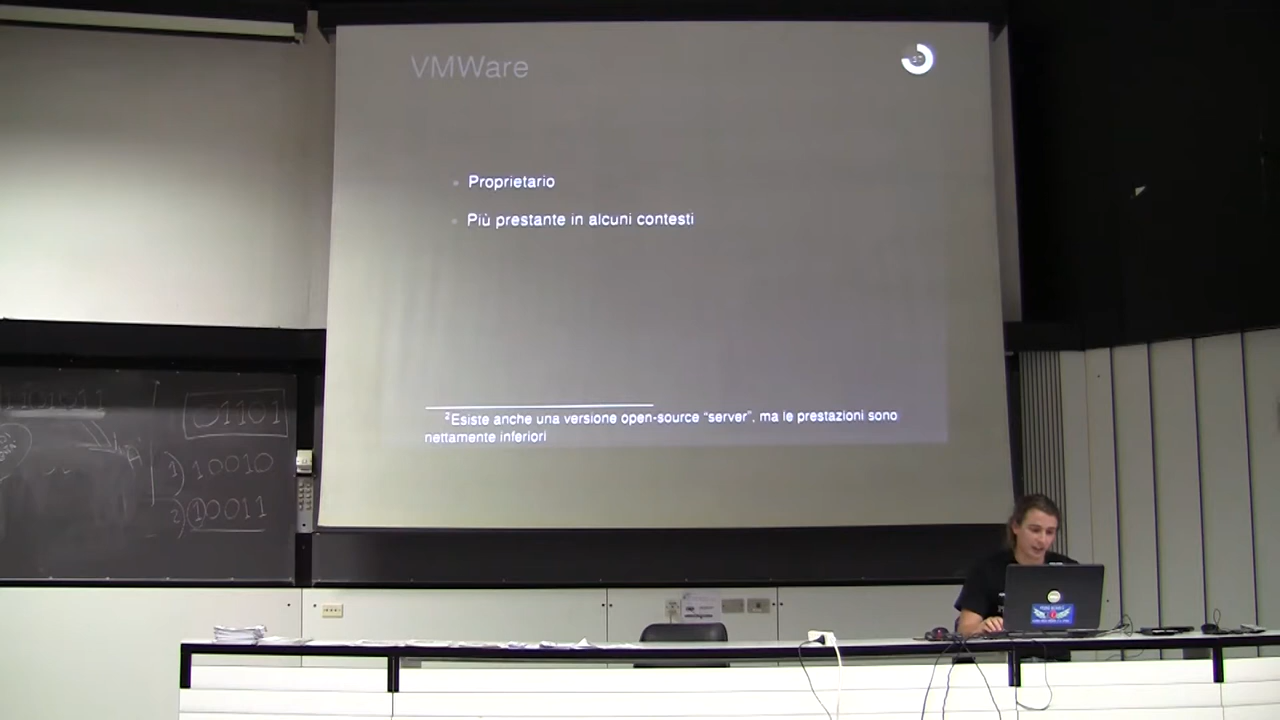 VMWare
Proprietario
Più prestante in alcuni contesti
²Esiste anche una versione open-source “server”, ma le prestazioni sono
nettamente inferiori
01101
1) 10010
2) 10011